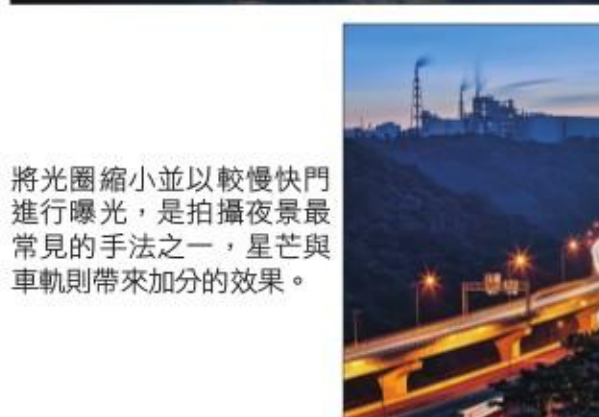 將光圈縮小並以較慢快門
進行曝光，是拍攝夜景最
常見的手法之一，星芒與
車軌則帶來加分的效果。